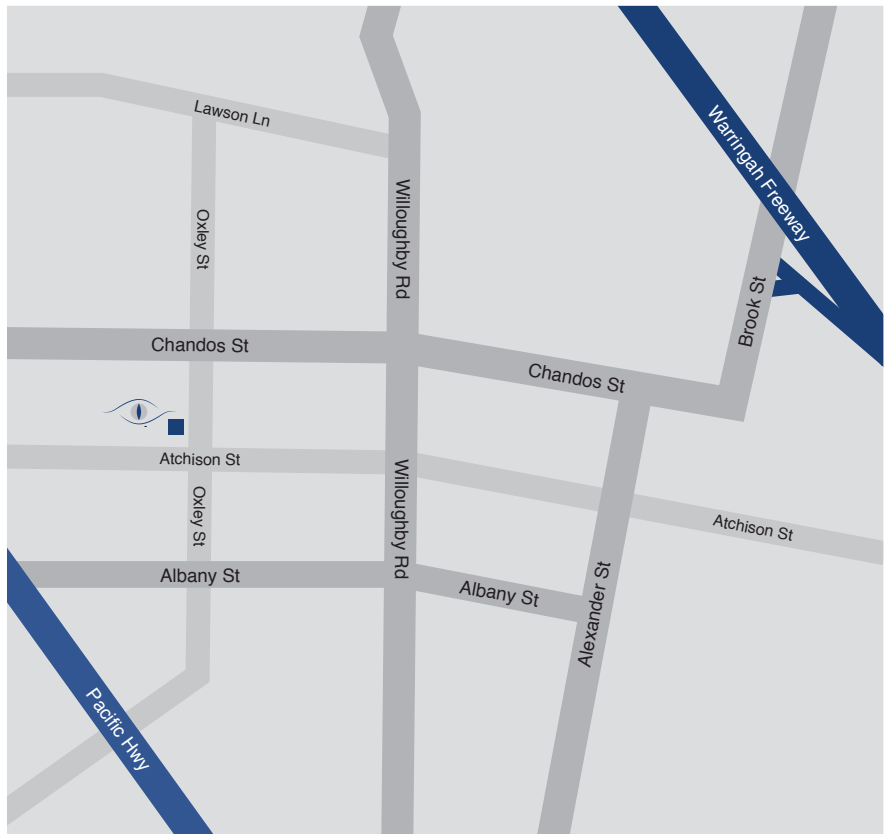 Lawson Ln
Warringah Freeway
Oxley St
Willoughby Rd
Brook St
Chandos St
Chandos St
Atchison St
Willoughby Rd
Oxley St
Atchison St
Albany St
Albany St
Alexander St
Pacific Hwy